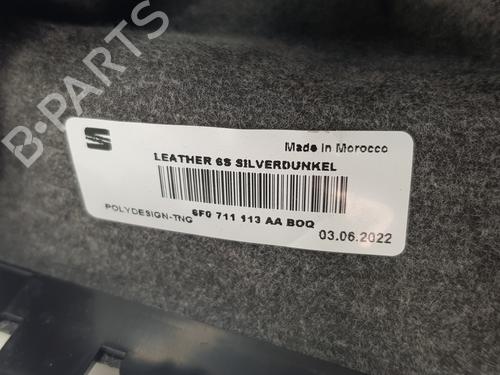 Made in Morocco
LEATHER 6S SILVERDUNKEL
6F0 711 113 AA BOQ
POLYDESIGN-TNG
03.06.2022
B-PARTS